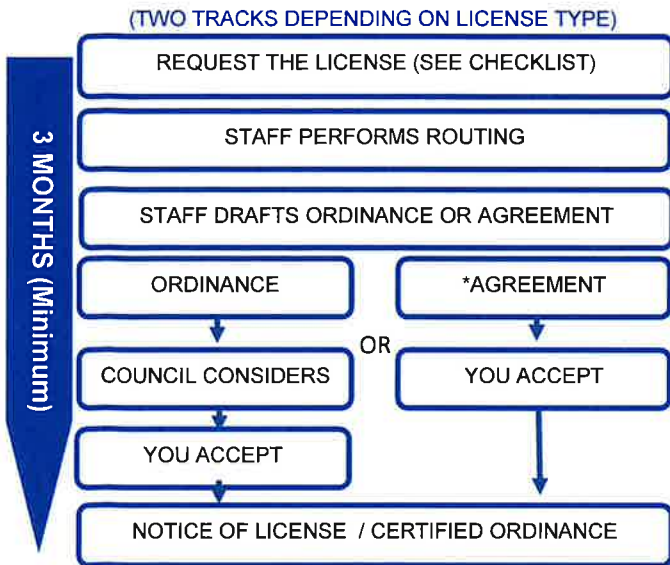 (TWO TRACKS DEPENDING ON LICENSE TYPE)
REQUEST THE LICENSE (SEE CHECKLIST)
STAFF PERFORMS ROUTING
STAFF DRAFTS ORDINANCE OR AGREEMENT
3 MONTHS (Minimum)
ORDINANCE
*AGREEMENT
OR
COUNCIL CONSIDERS
YOU ACCEPT
YOU ACCEPT
NOTICE OF LICENSE / CERTIFIED ORDINANCE